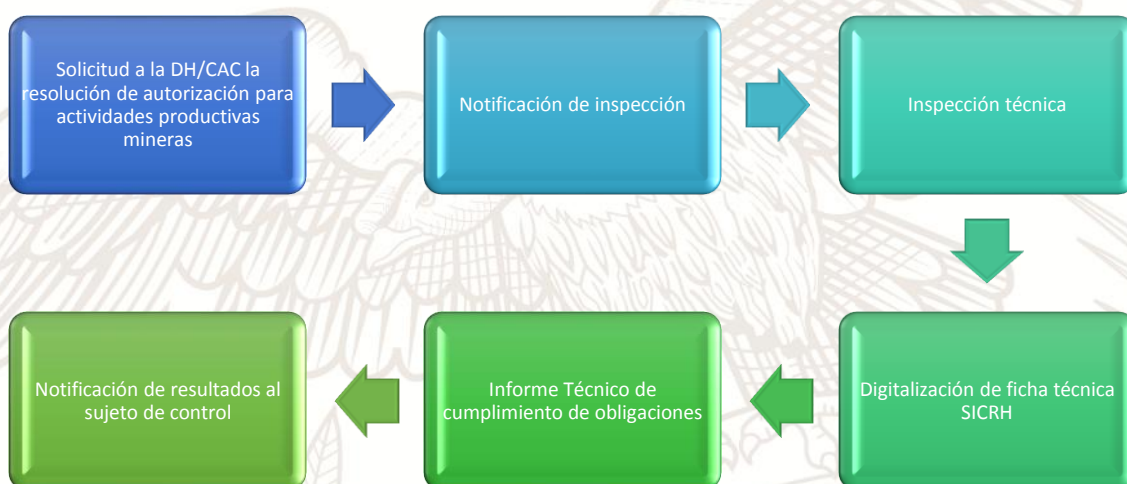 Solicitud a la DH/CAC la
resolución de autorización para
actividades productivas
mineras
Notificación de inspección
Inspección técnica
Digitalización de ficha técnica
SICRH
Informe Técnico de
cumplimiento de obligaciones
Notificación de resultados al
sujeto de control